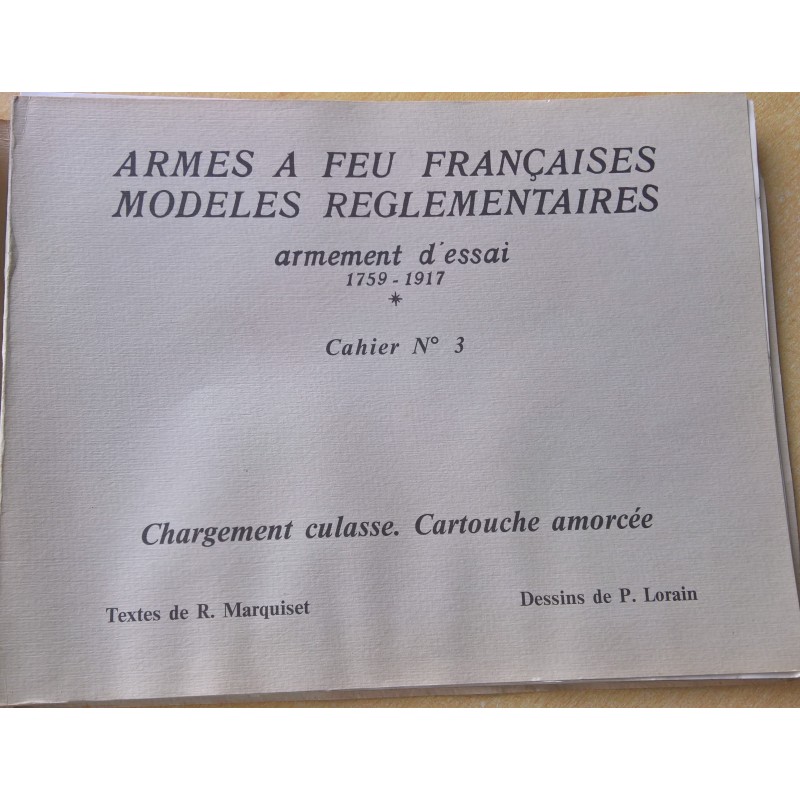 ARMES A FEU FRANÇAISES
MODELES REGLEMENTAIRES
armement d'essai
1759 - 1917
Cahier N° 3
Chargement culasse. Cartouche amorcée
Textes de R. Marquiset
Dessins de P. Lorain